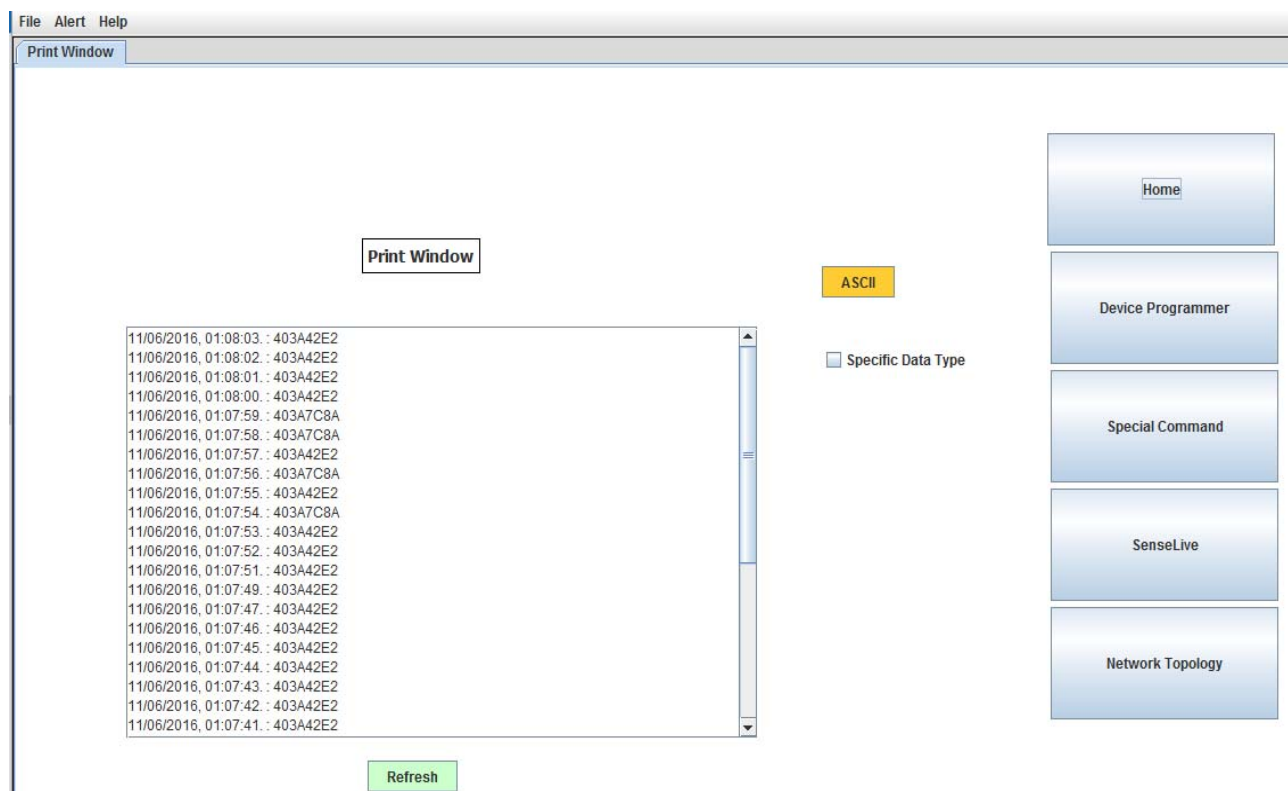 File Alert Help
Print Window
Home
Print Window
ASCII
Device Programmer
11/06/2016, 01:08:03. : 403A42E2
11/06/2016, 01:08:02. : 403A42E2
Specific Data Type
11/06/2016, 01:08:01. : 403A42E2
11/06/2016, 01:08:00. : 403A42E2
11/06/2016, 01:07:59. : 403A7C8A
Special Command
11/06/2016, 01:07:58. : 403A7C8A
11/06/2016, 01:07:57. : 403A42E2
11/06/2016, 01:07:56. : 403A7C8A
11/06/2016, 01:07:55. : 403A42E2
11/06/2016, 01:07:54. : 403A7C8A
11/06/2016, 01:07:53. : 403A42E2
SenseLive
11/06/2016, 01:07:52. : 403A42E2
11/06/2016, 01:07:51. : 403A42E2
11/06/2016, 01:07:49. : 403A42E2
11/06/2016, 01:07:47. : 403A42E2
11/06/2016, 01:07:46. : 403A42E2
11/06/2016, 01:07:45. : 403A42E2
Network Topology
11/06/2016, 01:07:44. : 403A42E2
11/06/2016, 01:07:43. : 403A42E2
11/06/2016, 01:07:42. : 403A42E2
11/06/2016, 01:07:41. : 403A42E2
Refresh